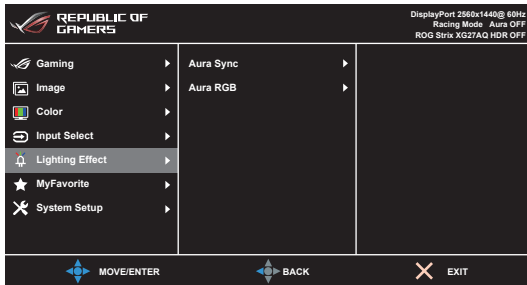 REPUBLIC OF
GAMERS
DisplayPort 2560x1440@ 60Hz
Racing Mode Aura OFF
ROG Strix XG27AQ HDR OFF
Gaming
Image
Color
Input Select
Lighting Effect
MyFavorite
System Setup
Aura Sync
Aura RGB
MOVE/ENTER
BACK
EXIT